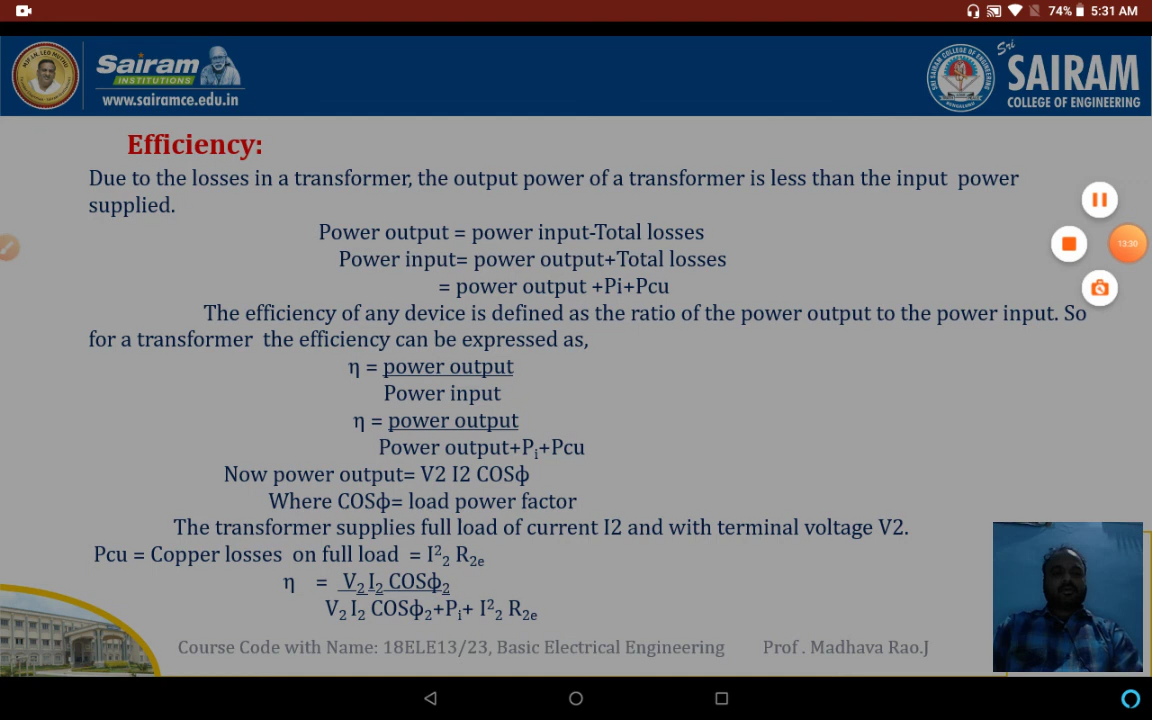 74% 5:31 AM
Sairam
INSTITUTIONS
www.sairamce.edu.in
Sri
SAIRAM
COLLEGE OF ENGINEERING
Efficiency:
Due to the losses in a transformer, the output power of a transformer is less than the input power
supplied.
Power output = power input-Total losses
Power input= power output+Total losses
= power output +Pi+Pcu
The efficiency of any device is defined as the ratio of the power output to the power input. So
for a transformer the efficiency can be expressed as,
η = power output
Power input
η = power output
Power output+Pᵢ+Pcu
Now power output= V2 I2 COSϕ
Where COSϕ= load power factor
The transformer supplies full load of current I2 and with terminal voltage V2.
Pcu = Copper losses on full load = I²₂ R₂ₑ
η = V₂ I₂ COSϕ₂
V₂ I₂ COSϕ₂+Pᵢ+ I²₂ R₂ₑ
Course Code with Name: 18ELE13/23, Basic Electrical Engineering Prof . Madhava Rao.J
13:30